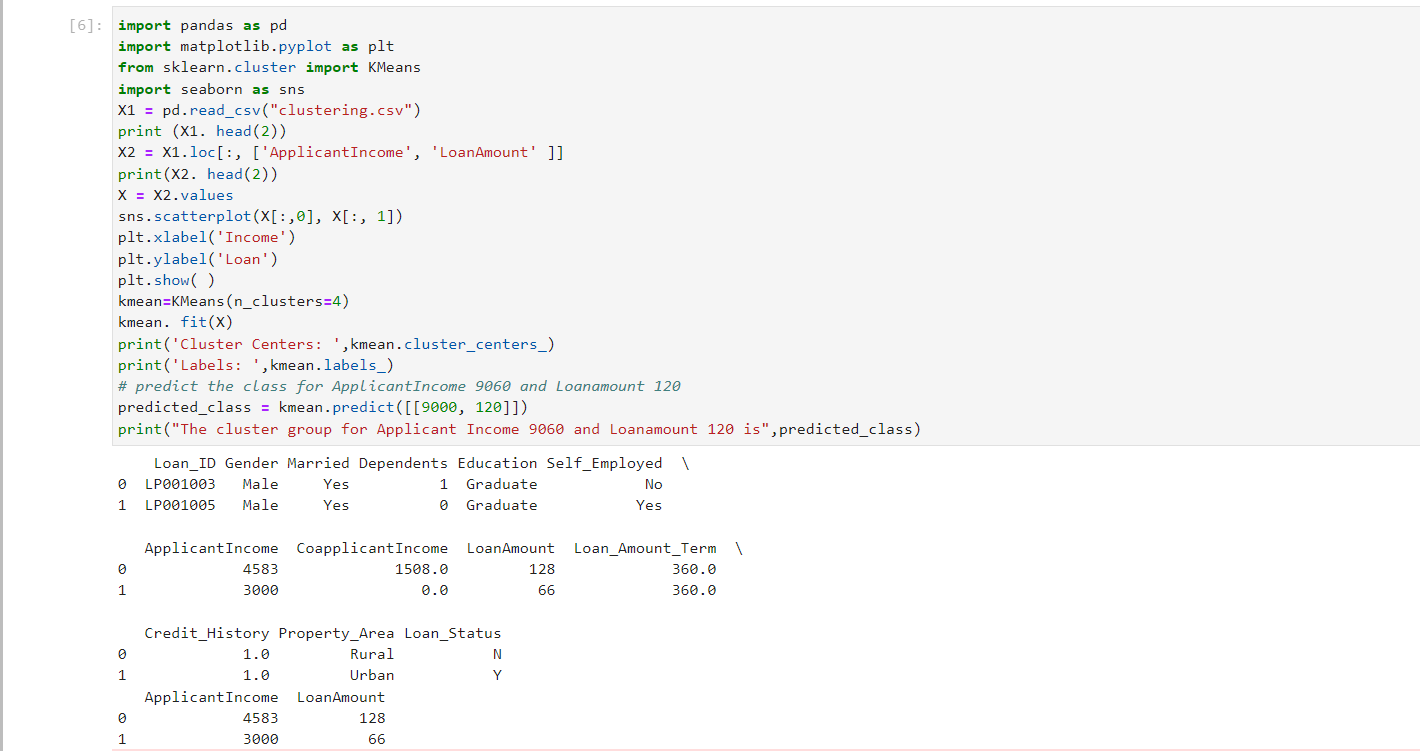 [6]: import pandas as pd
import matplotlib.pyplot as plt
from sklearn.cluster import KMeans
import seaborn as sns
X1 = pd.read_csv("clustering.csv")
print (X1. head(2))
X2 = X1.loc[:, ['ApplicantIncome', 'LoanAmount' ]]
print(X2. head(2))
X = X2.values
sns.scatterplot(X[:,0], X[:, 1])
plt.xlabel('Income')
plt.ylabel('Loan')
plt.show( )
kmean=KMeans(n_clusters=4)
kmean. fit(X)
print('Cluster Centers: ',kmean.cluster_centers_)
print('Labels: ',kmean.labels_)
# predict the class for ApplicantIncome 9060 and Loanamount 120
predicted_class = kmean.predict([[9000, 120]])
print("The cluster group for Applicant Income 9060 and Loanamount 120 is",predicted_class)
Loan_ID Gender Married Dependents Education Self_Employed \
0 LP001003 Male Yes 1 Graduate No
1 LP001005 Male Yes 0 Graduate Yes
ApplicantIncome CoapplicantIncome LoanAmount Loan_Amount_Term \
0 4583 1508.0 128 360.0
1 3000 0.0 66 360.0
Credit_History Property_Area Loan_Status
0 1.0 Rural N
1 1.0 Urban Y
ApplicantIncome LoanAmount
0 4583 128
1 3000 66